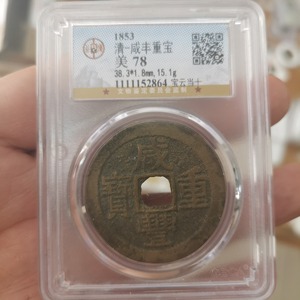 1853
清-咸丰重宝
美 78
38.3*1.8mm,15.1g
1111152864 宝云当十
咸
寶 重
豐